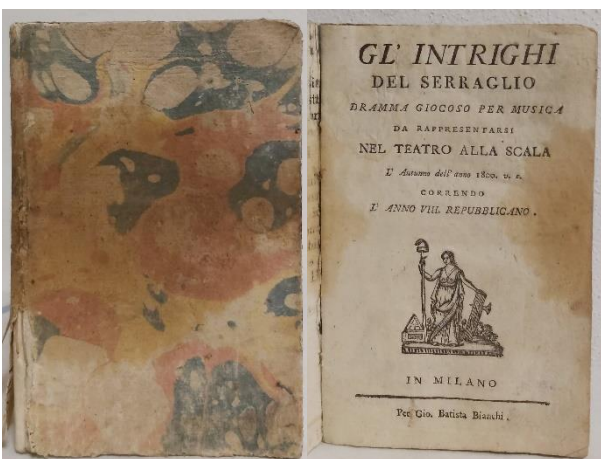 GL' INTRIGHI
DEL SERRAGLIO
DRAMMA GIOCOSO PER MUSICA
DA RAPPRESENTARSI
NEL TEATRO ALLA SCALA
L' Autunno dell' anno 1800. v. s.
CORRENDO
L' ANNO VIII. REPUBBLICANO.
IN MILANO
Per Gio. Batista Bianchi.